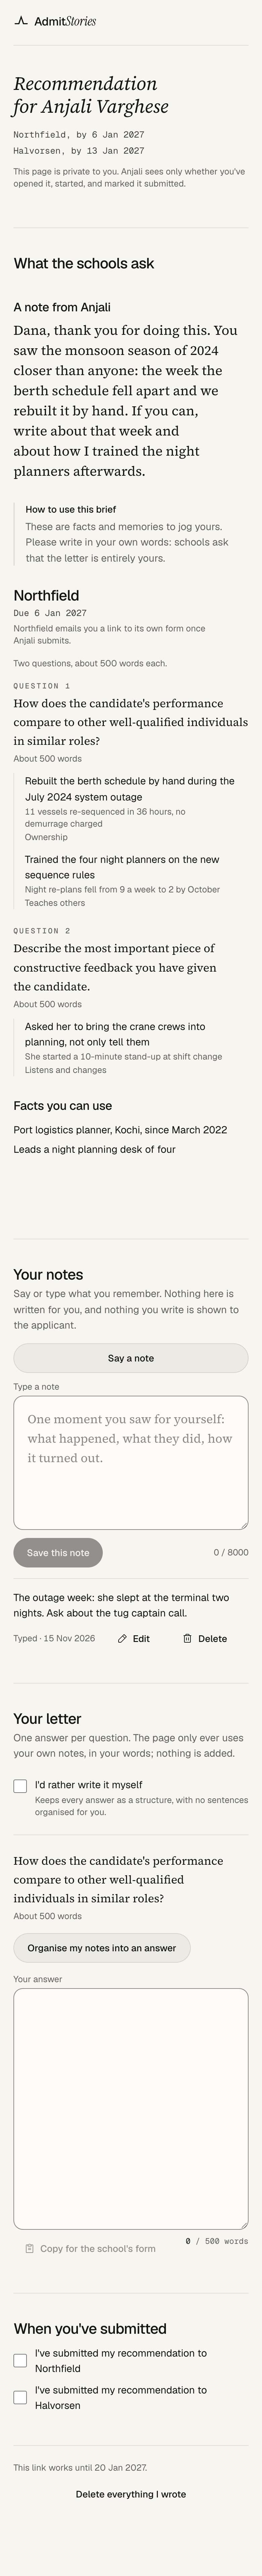 AdmitStories
Recommendation
for Anjali Varghese
Northfield, by 6 Jan 2027
Halvorsen, by 13 Jan 2027
This page is private to you. Anjali sees only whether you've
opened it, started, and marked it submitted.
What the schools ask
A note from Anjali
Dana, thank you for doing this. You
saw the monsoon season of 2024
closer than anyone: the week the
berth schedule fell apart and we
rebuilt it by hand. If you can,
write about that week and
about how I trained the night
planners afterwards.
How to use this brief
These are facts and memories to jog yours.
Please write in your own words: schools ask
that the letter is entirely yours.
Northfield
Due 6 Jan 2027
Northfield emails you a link to its own form once
Anjali submits.
Two questions, about 500 words each.
QUESTION 1
How does the candidate's performance
compare to other well-qualified individuals
in similar roles?
About 500 words
Rebuilt the berth schedule by hand during the
July 2024 system outage
11 vessels re-sequenced in 36 hours, no
demurrage charged
Ownership
Trained the four night planners on the new
sequence rules
Night re-plans fell from 9 a week to 2 by October
Teaches others
QUESTION 2
Describe the most important piece of
constructive feedback you have given
the candidate.
About 500 words
Asked her to bring the crane crews into
planning, not only tell them
She started a 10-minute stand-up at shift change
Listens and changes
Facts you can use
Port logistics planner, Kochi, since March 2022
Leads a night planning desk of four
Your notes
Say or type what you remember. Nothing here is
written for you, and nothing you write is shown to
the applicant.
Say a note
Type a note
One moment you saw for yourself:
what happened, what they did, how
it turned out.
Save this note
0 / 8000
The outage week: she slept at the terminal two
nights. Ask about the tug captain call.
Typed · 15 Nov 2026
Edit
Delete
Your letter
One answer per question. The page only ever uses
your own notes, in your words; nothing is added.
I'd rather write it myself
Keeps every answer as a structure, with no sentences
organised for you.
How does the candidate's performance
compare to other well-qualified
individuals in similar roles?
About 500 words
Organise my notes into an answer
Your answer
0 / 500 words
Copy for the school's form
When you've submitted
I've submitted my recommendation to
Northfield
I've submitted my recommendation to
Halvorsen
This link works until 20 Jan 2027.
Delete everything I wrote